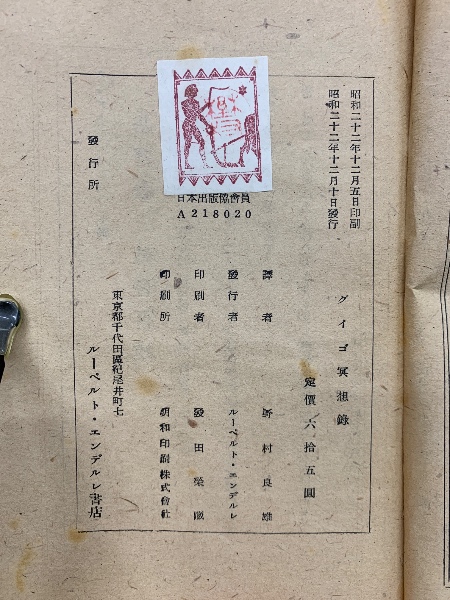 昭和二十二年十二月五日印刷
昭和二十二年十二月十日發行
グイゴ冥想錄
定價六拾五圓
譯者 野村良雄
發行者 ルーペルト・エンデルレ
印刷者 田榮
印刷所 明和印刷株式會社
東京都千代田區紀尾井町七
發行所 ルーペルト・エンデルレ書店
日本出版協會員
A218020